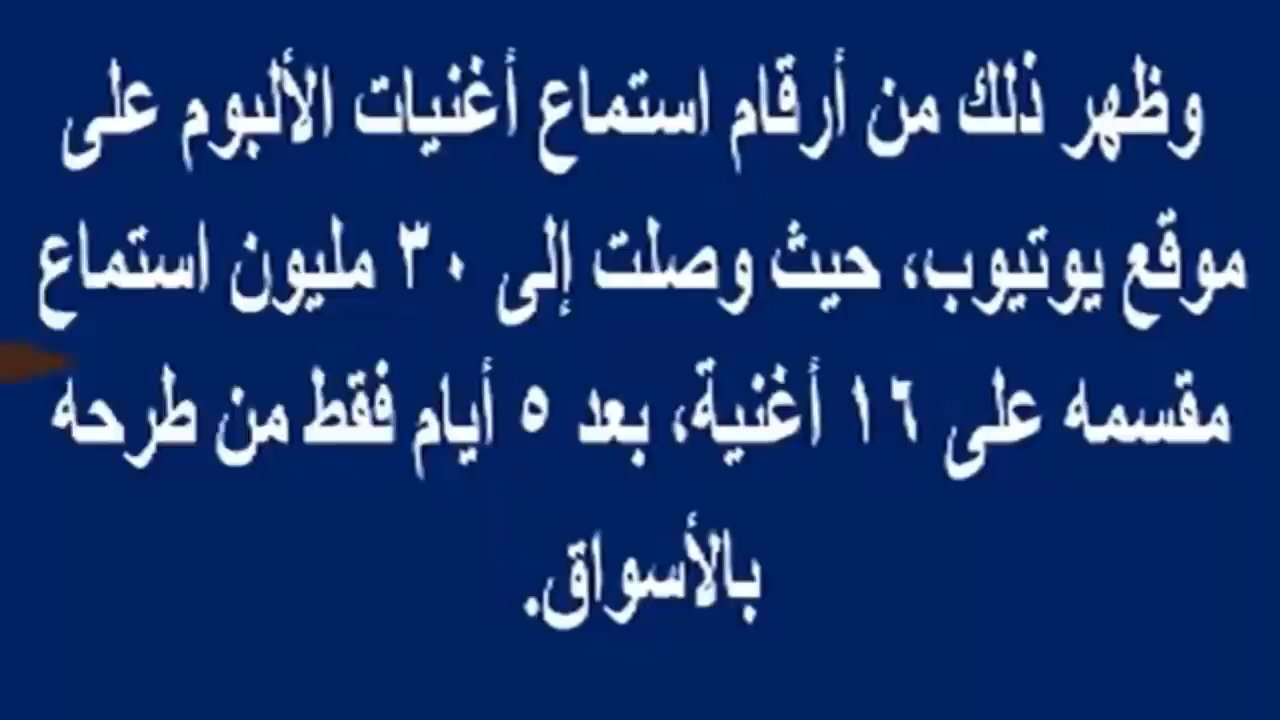 وظهر ذلك من أرقام استماع أغنيات الألبوم على
موقع يوتيوب، حيث وصلت إلى ٣٠ مليون استماع
مقسمه على ١٦ أغنية، بعد ٥ أيام فقط من طرحه
بالأسواق.